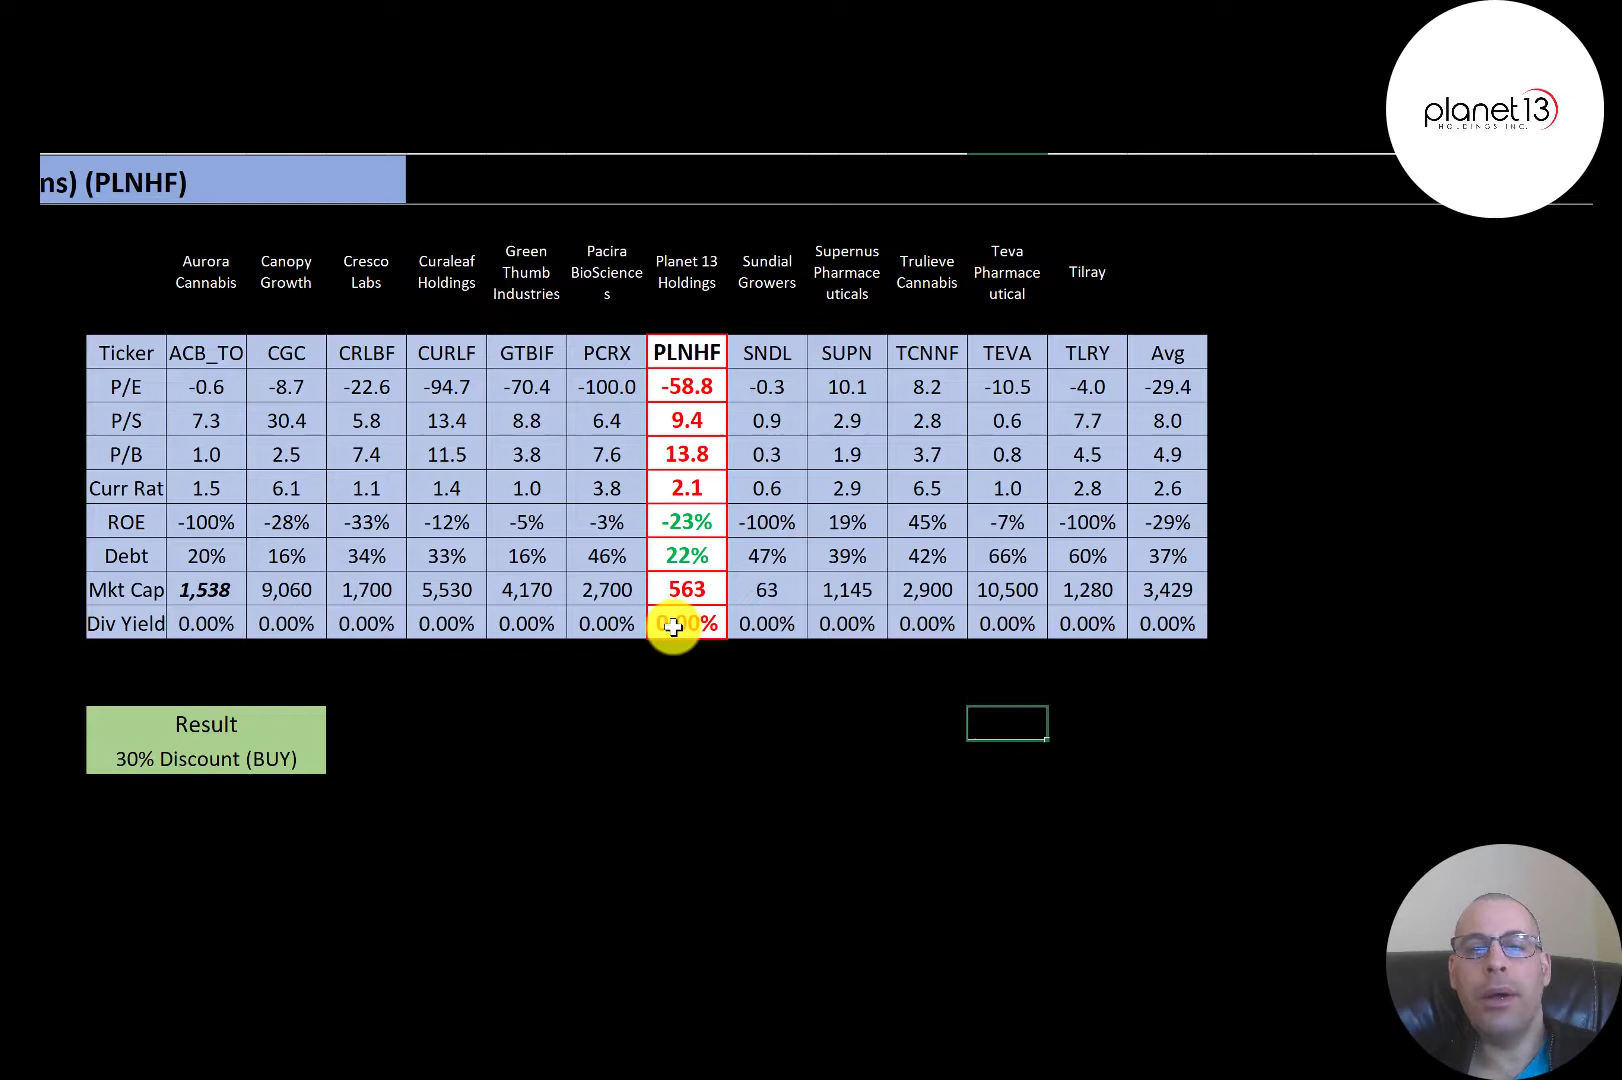 planet13
HOLDINGS INC.
ns) (PLNHF)
Aurora Cannabis
Canopy Growth
Cresco Labs
Curaleaf Holdings
Green Thumb Industries
Pacira BioScience s
Planet 13 Holdings
Sundial Growers
Supernus Pharmace uticals
Trulieve Cannabis
Teva Pharmace utical
Tilray
Ticker ACB_TO CGC CRLBF CURLF GTBIF PCRX PLNHF SNDL SUPN TCNNF TEVA TLRY Avg
P/E -0.6 -8.7 -22.6 -94.7 -70.4 -100.0 -58.8 -0.3 10.1 8.2 -10.5 -4.0 -29.4
P/S 7.3 30.4 5.8 13.4 8.8 6.4 9.4 0.9 2.9 2.8 0.6 7.7 8.0
P/B 1.0 2.5 7.4 11.5 3.8 7.6 13.8 0.3 1.9 3.7 0.8 4.5 4.9
Curr Rat 1.5 6.1 1.1 1.4 1.0 3.8 2.1 0.6 2.9 6.5 1.0 2.8 2.6
ROE -100% -28% -33% -12% -5% -3% -23% -100% 19% 45% -7% -100% -29%
Debt 20% 16% 34% 33% 16% 46% 22% 47% 39% 42% 66% 60% 37%
Mkt Cap 1,538 9,060 1,700 5,530 4,170 2,700 563 63 1,145 2,900 10,500 1,280 3,429
Div Yield 0.00% 0.00% 0.00% 0.00% 0.00% 0.00% 0.00% 0.00% 0.00% 0.00% 0.00% 0.00% 0.00%
Result
30% Discount (BUY)